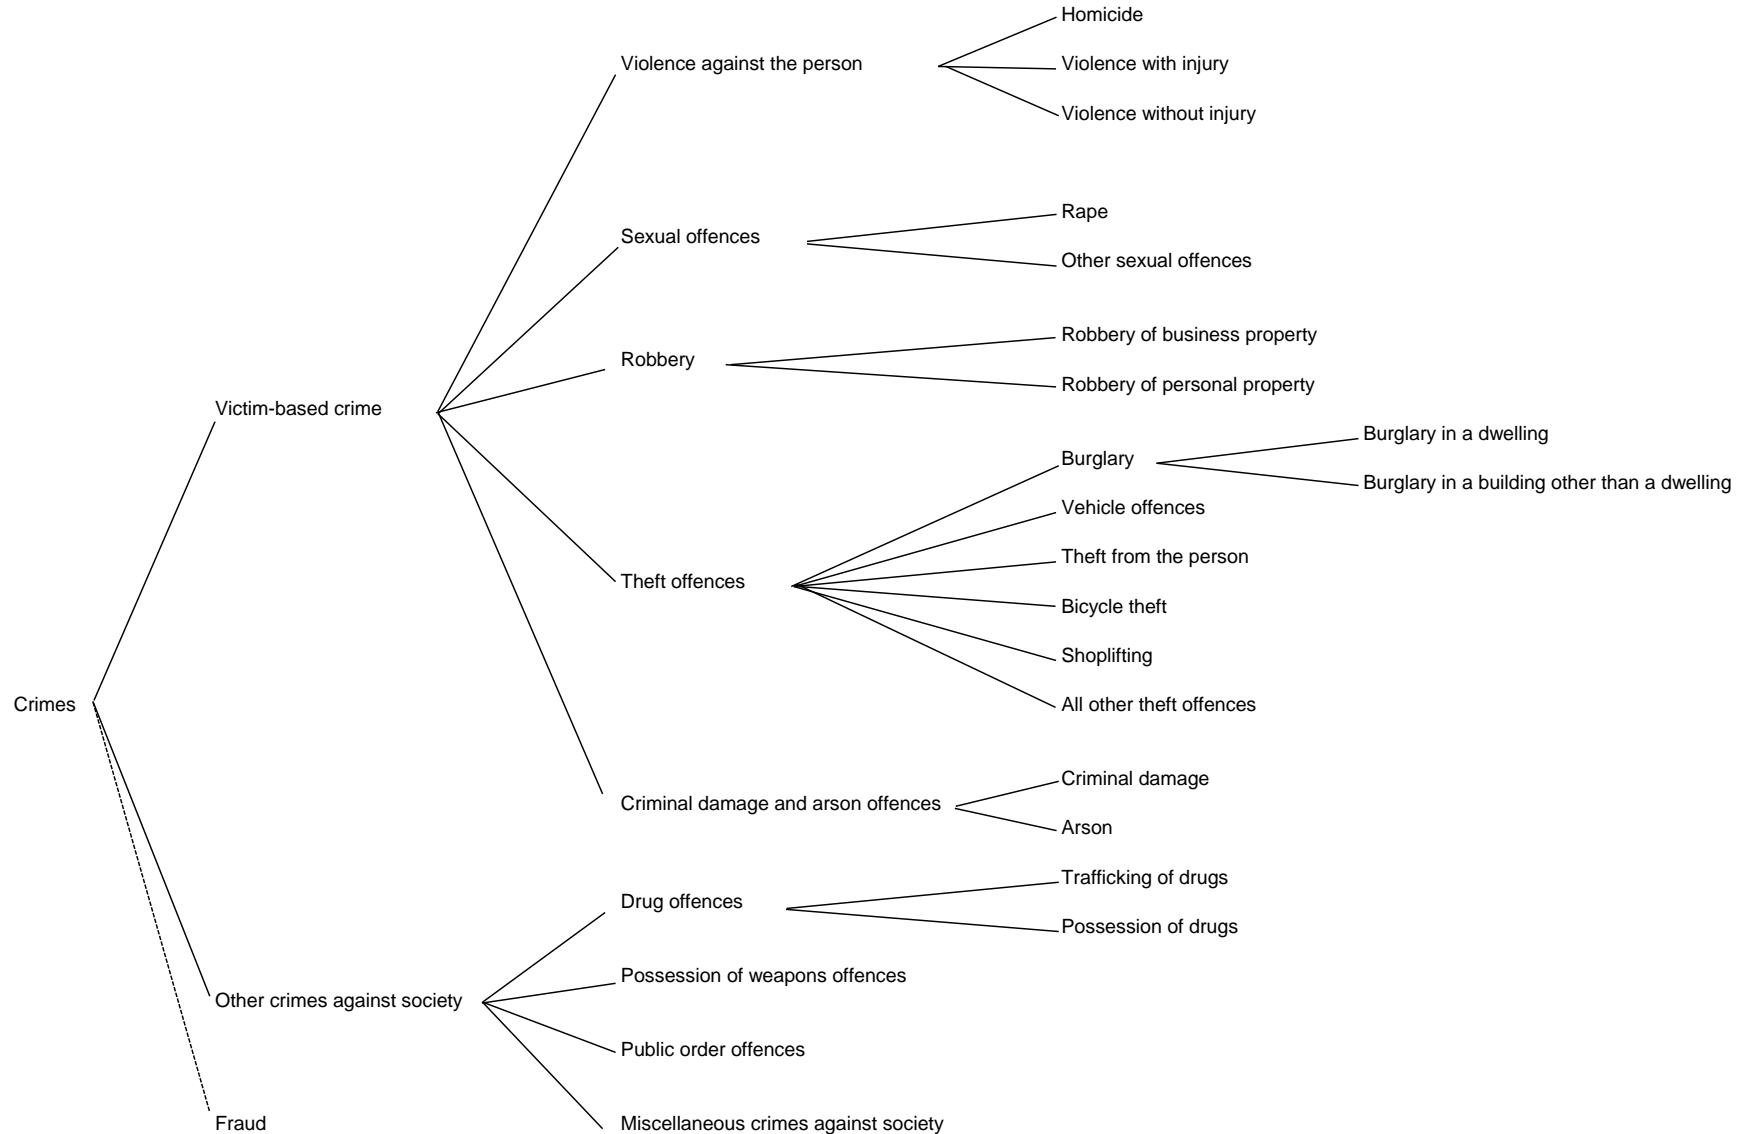 Homicide
Violence against the person
Violence with injury
Violence without injury
Rape
Sexual offences
Other sexual offences
Robbery of business property
Robbery
Robbery of personal property
Victim-based crime
Burglary in a dwelling
Burglary
Burglary in a building other than a dwelling
Vehicle offences
Theft from the person
Theft offences
Bicycle theft
Shoplifting
Crimes
All other theft offences
Criminal damage
Criminal damage and arson offences
Arson
Trafficking of drugs
Drug offences
Possession of drugs
Possession of weapons offences
Other crimes against society
Public order offences
Fraud
Miscellaneous crimes against society